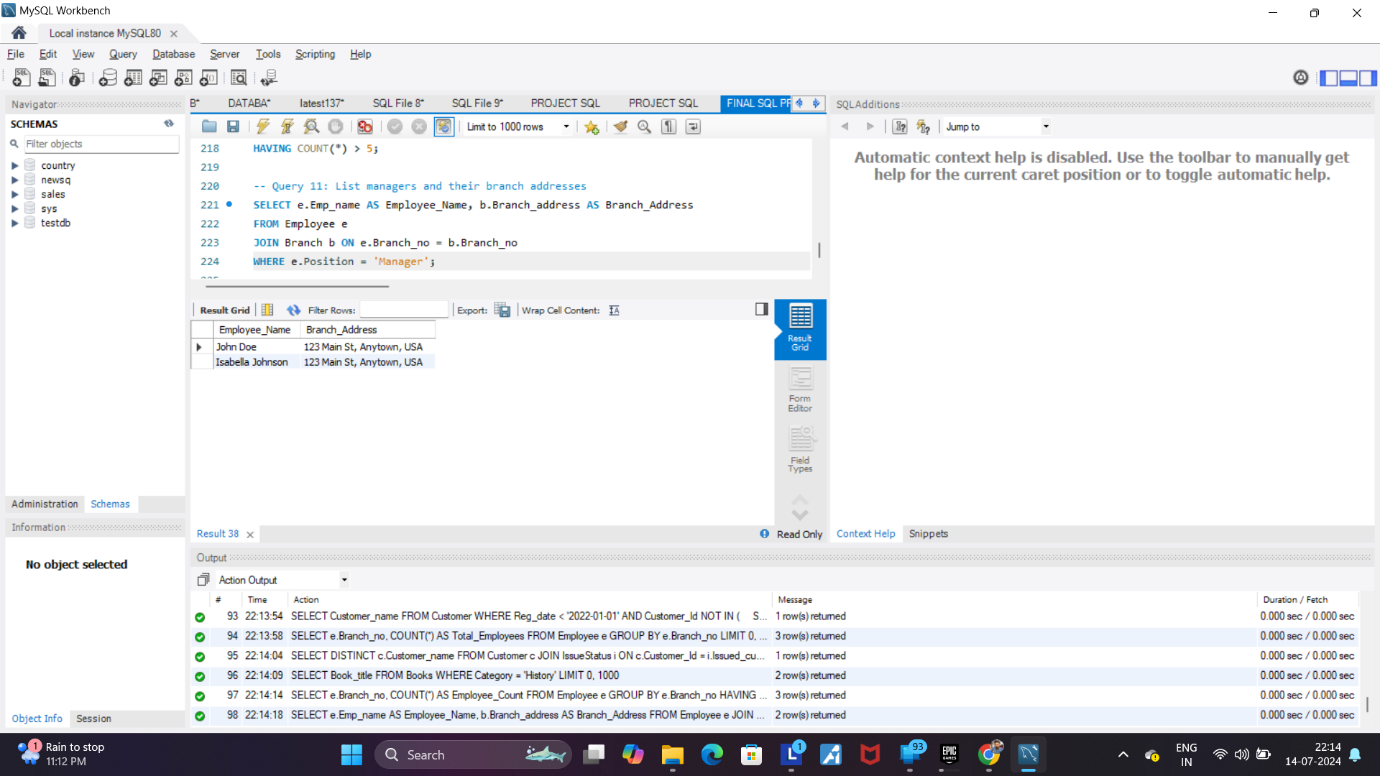 MySQL Workbench
Local instance MySQL80
File Edit View Query Database Server Tools Scripting Help
Navigator
SCHEMAS
Filter objects
country
newsq
sales
sys
testdb
Administration Schemas
Information
No object selected
Object Info Session
B* DATABA* latest137* SQL File 8* SQL File 9* PROJECT SQL PROJECT SQL FINAL SQL PR
Limit to 1000 rows
218 HAVING COUNT(*) > 5;
219
220 -- Query 11: List managers and their branch addresses
221 SELECT e.Emp_name AS Employee_Name, b.Branch_address AS Branch_Address
222 FROM Employee e
223 JOIN Branch b ON e.Branch_no = b.Branch_no
224 WHERE e.Position = 'Manager';
Result Grid Filter Rows: Export: Wrap Cell Content:
Employee_Name Branch_Address
John Doe 123 Main St, Anytown, USA
Isabella Johnson 123 Main St, Anytown, USA
Result
Grid
Form
Editor
Field
Types
Result 38 Read Only
SQLAdditions
Jump to
Automatic context help is disabled. Use the toolbar to manually get
help for the current caret position or to toggle automatic help.
Context Help Snippets
Output
Action Output
# Time Action Message Duration / Fetch
93 22:13:54 SELECT Customer_name FROM Customer WHERE Reg_date < '2022-01-01' AND Customer_Id NOT IN ( S... 1 row(s) returned 0.000 sec / 0.000 sec
94 22:13:58 SELECT e.Branch_no, COUNT(*) AS Total_Employees FROM Employee e GROUP BY e.Branch_no LIMIT 0, ... 3 row(s) returned 0.000 sec / 0.000 sec
95 22:14:04 SELECT DISTINCT c.Customer_name FROM Customer c JOIN IssueStatus i ON c.Customer_Id = i.Issued_cu... 1 row(s) returned 0.000 sec / 0.000 sec
96 22:14:09 SELECT Book_title FROM Books WHERE Category = 'History' LIMIT 0, 1000 2 row(s) returned 0.000 sec / 0.000 sec
97 22:14:14 SELECT e.Branch_no, COUNT(*) AS Employee_Count FROM Employee e GROUP BY e.Branch_no HAVING ... 3 row(s) returned 0.000 sec / 0.000 sec
98 22:14:18 SELECT e.Emp_name AS Employee_Name, b.Branch_address AS Branch_Address FROM Employee e JOIN ... 2 row(s) returned 0.000 sec / 0.000 sec
1 Rain to stop
11:12 PM
Search
1
93
EPIC
GAMES
ENG
IN
22:14
14-07-2024